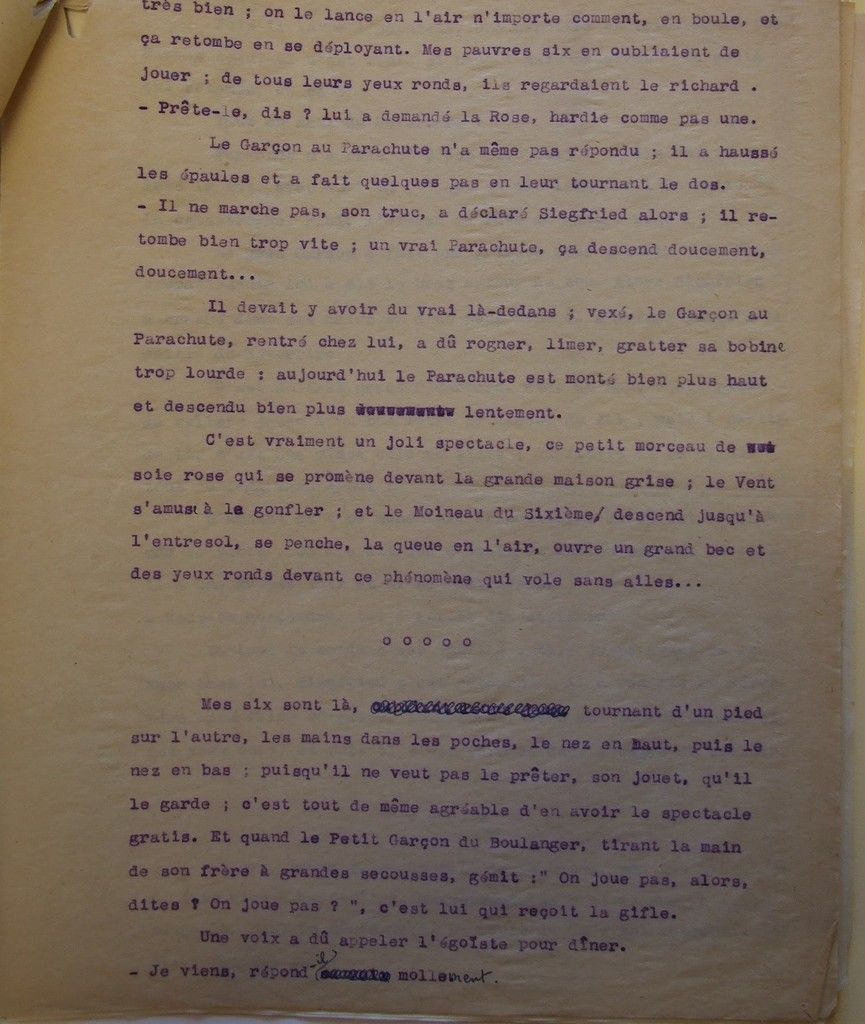 très bien ; on le lance en l'air n'importe comment, en boule, et
ça retombe en se déployant. Mes pauvres six en oubliaient de
jouer ; de tous leurs yeux ronds, ils regardaient le richard .
- Prête-le, dis ? lui a demandé la Rose, hardie comme pas une.
Le Garçon au Parachute n'a même pas répondu ; il a haussé
les épaules et a fait quelques pas en leur tournant le dos.
- Il ne marche pas, son truc, a déclaré Siegfried alors ; il re-
tombe bien trop vite ; un vrai Parachute, ça descend doucement,
doucement...
Il devait y avoir du vrai là-dedans ; vexé, le Garçon au
Parachute, rentré chez lui, a dû rogner, limer, gratter sa bobine
trop lourde : aujourd'hui le Parachute est monté bien plus haut
et descendu bien plus lentement.
C'est vraiment un joli spectacle, ce petit morceau de
soie rose qui se promène devant la grande maison grise ; le Vent
s'amuse à le gonfler ; et le Moineau du Sixième/ descend jusqu'à
l'entresol, se penche, la queue en l'air, ouvre un grand bec et
des yeux ronds devant ce phénomène qui vole sans ailes...
o o o o o
Mes six sont là, tournant d'un pied
sur l'autre, les mains dans les poches, le nez en haut, puis le
nez en bas ; puisqu'il ne veut pas le prêter, son jouet, qu'il
le garde ; c'est tout de même agréable d'en avoir le spectacle
gratis. Et quand le Petit Garçon du Boulanger, tirant la main
de son frère à grandes secousses, gémit :" On joue pas, alors,
dites ? On joue pas ? ", c'est lui qui reçoit la gifle.
Une voix a dû appeler l'égoïste pour dîner.
- Je viens, répond-il mollement.